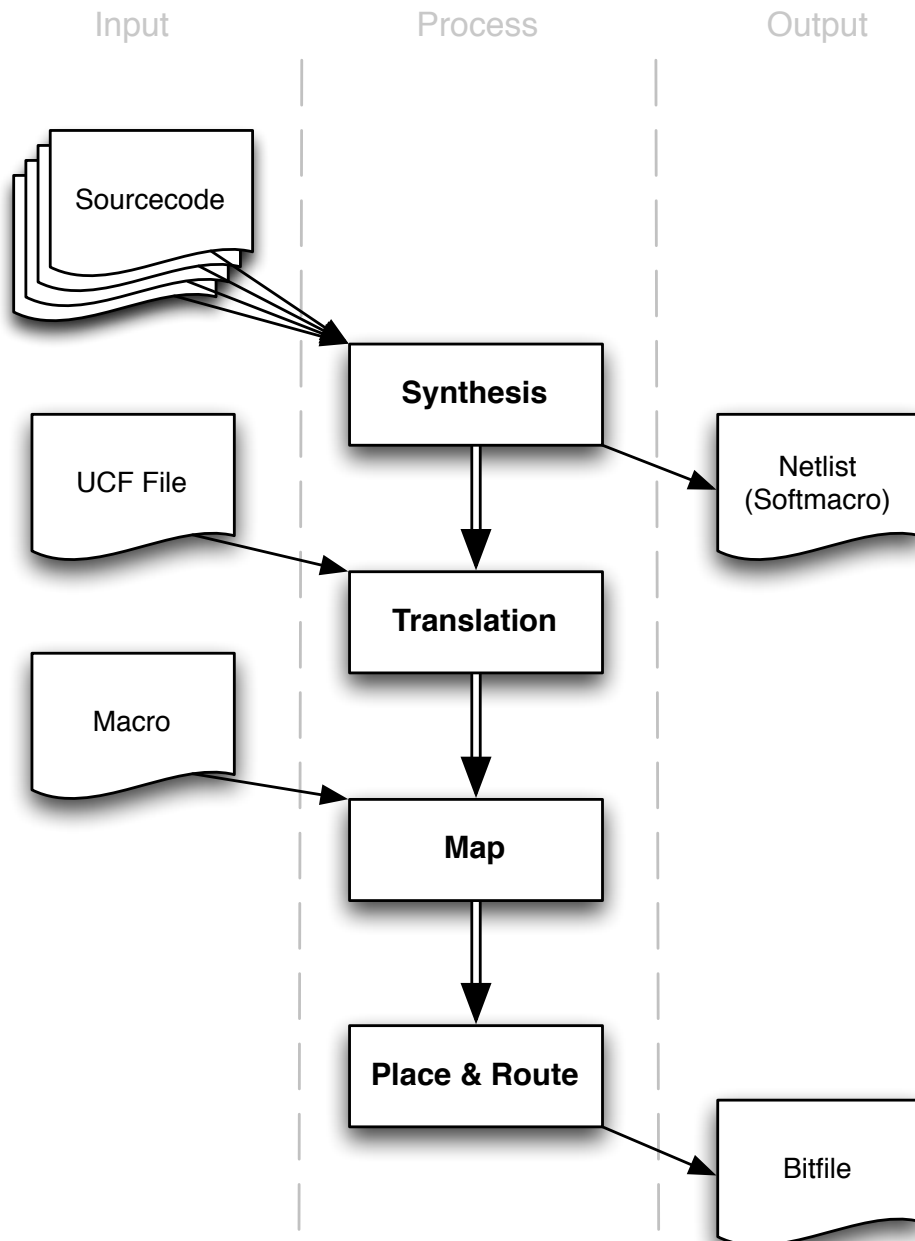 Input
Process
Output
Sourcecode
Synthesis
UCF File
Netlist
(Softmacro)
Translation
Macro
Map
Place & Route
Bitfile